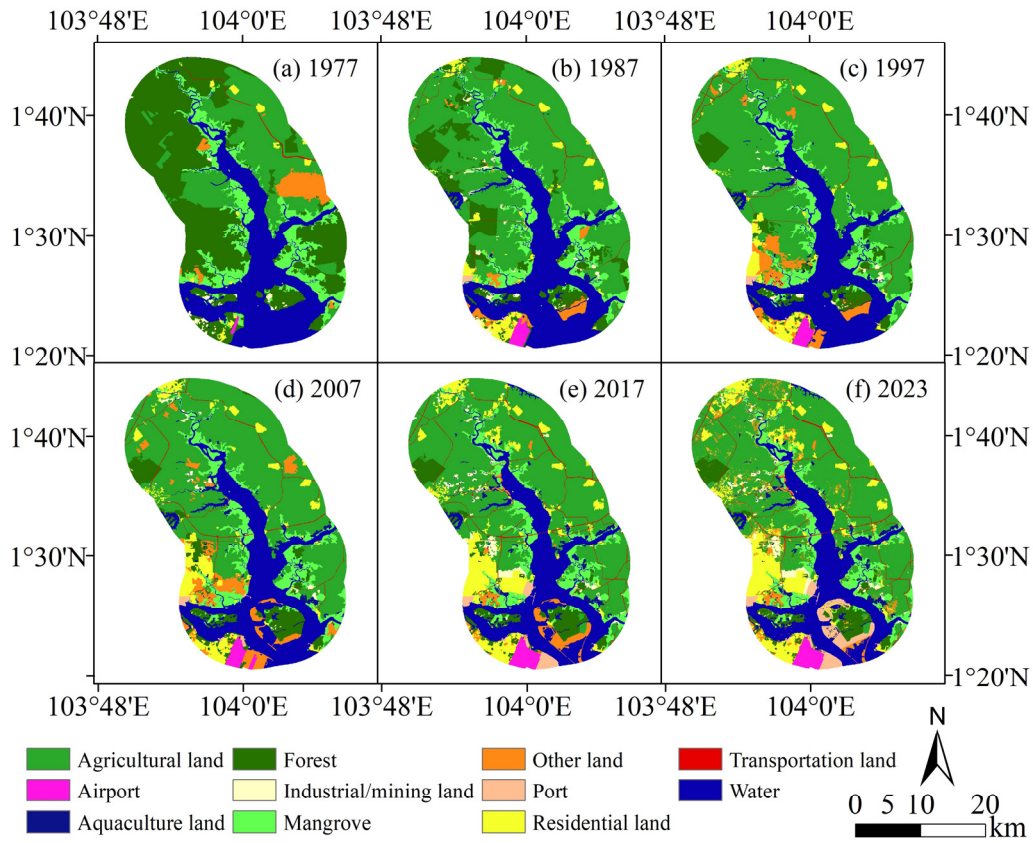 103°48'E 104°0'E 103°48'E 104°0'E 103°48'E 104°0'E
(a) 1977 (b) 1987 (c) 1997
1°40'N 1°40'N
1°30'N 1°30'N
1°20'N 1°20'N
(d) 2007 (e) 2017 (f) 2023
1°40'N 1°40'N
1°30'N 1°30'N
1°20'N 1°20'N
103°48'E 104°0'E 103°48'E 104°0'E 103°48'E 104°0'E
N
Agricultural land Forest Other land Transportation land
Airport Industrial/mining land Port Water
Aquaculture land Mangrove Residential land
0 5 10 20
km